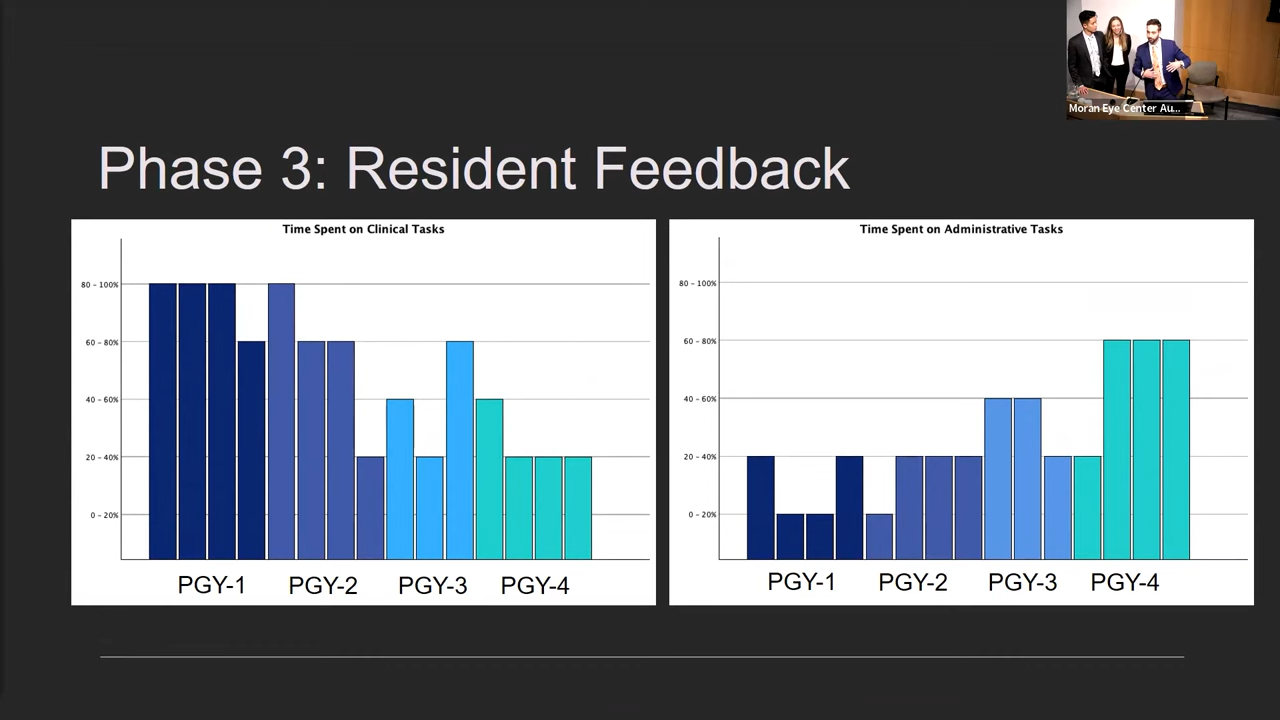 Moran Eye Center Au...
Phase 3: Resident Feedback
Time Spent on Clinical Tasks
80 – 100%
60 – 80%
40 – 60%
20 – 40%
0 – 20%
PGY-1 PGY-2 PGY-3 PGY-4
Time Spent on Administrative Tasks
80 – 100%
60 – 80%
40 – 60%
20 – 40%
0 – 20%
PGY-1 PGY-2 PGY-3 PGY-4